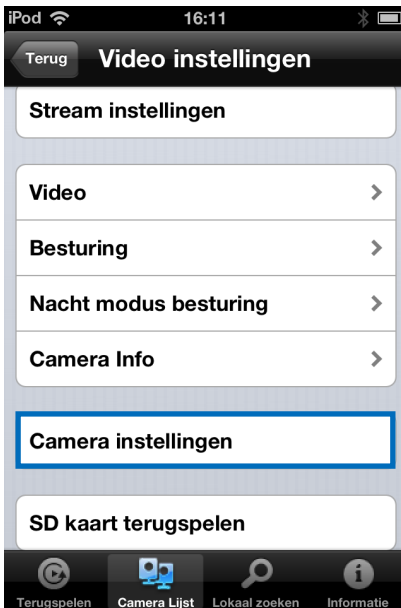 iPod 16:11
Terug Video instellingen
Stream instellingen
Video
Besturing
Nacht modus besturing
Camera Info
Camera instellingen
SD kaart terugspelen
Terugspelen Camera Lijst Lokaal zoeken Informatie